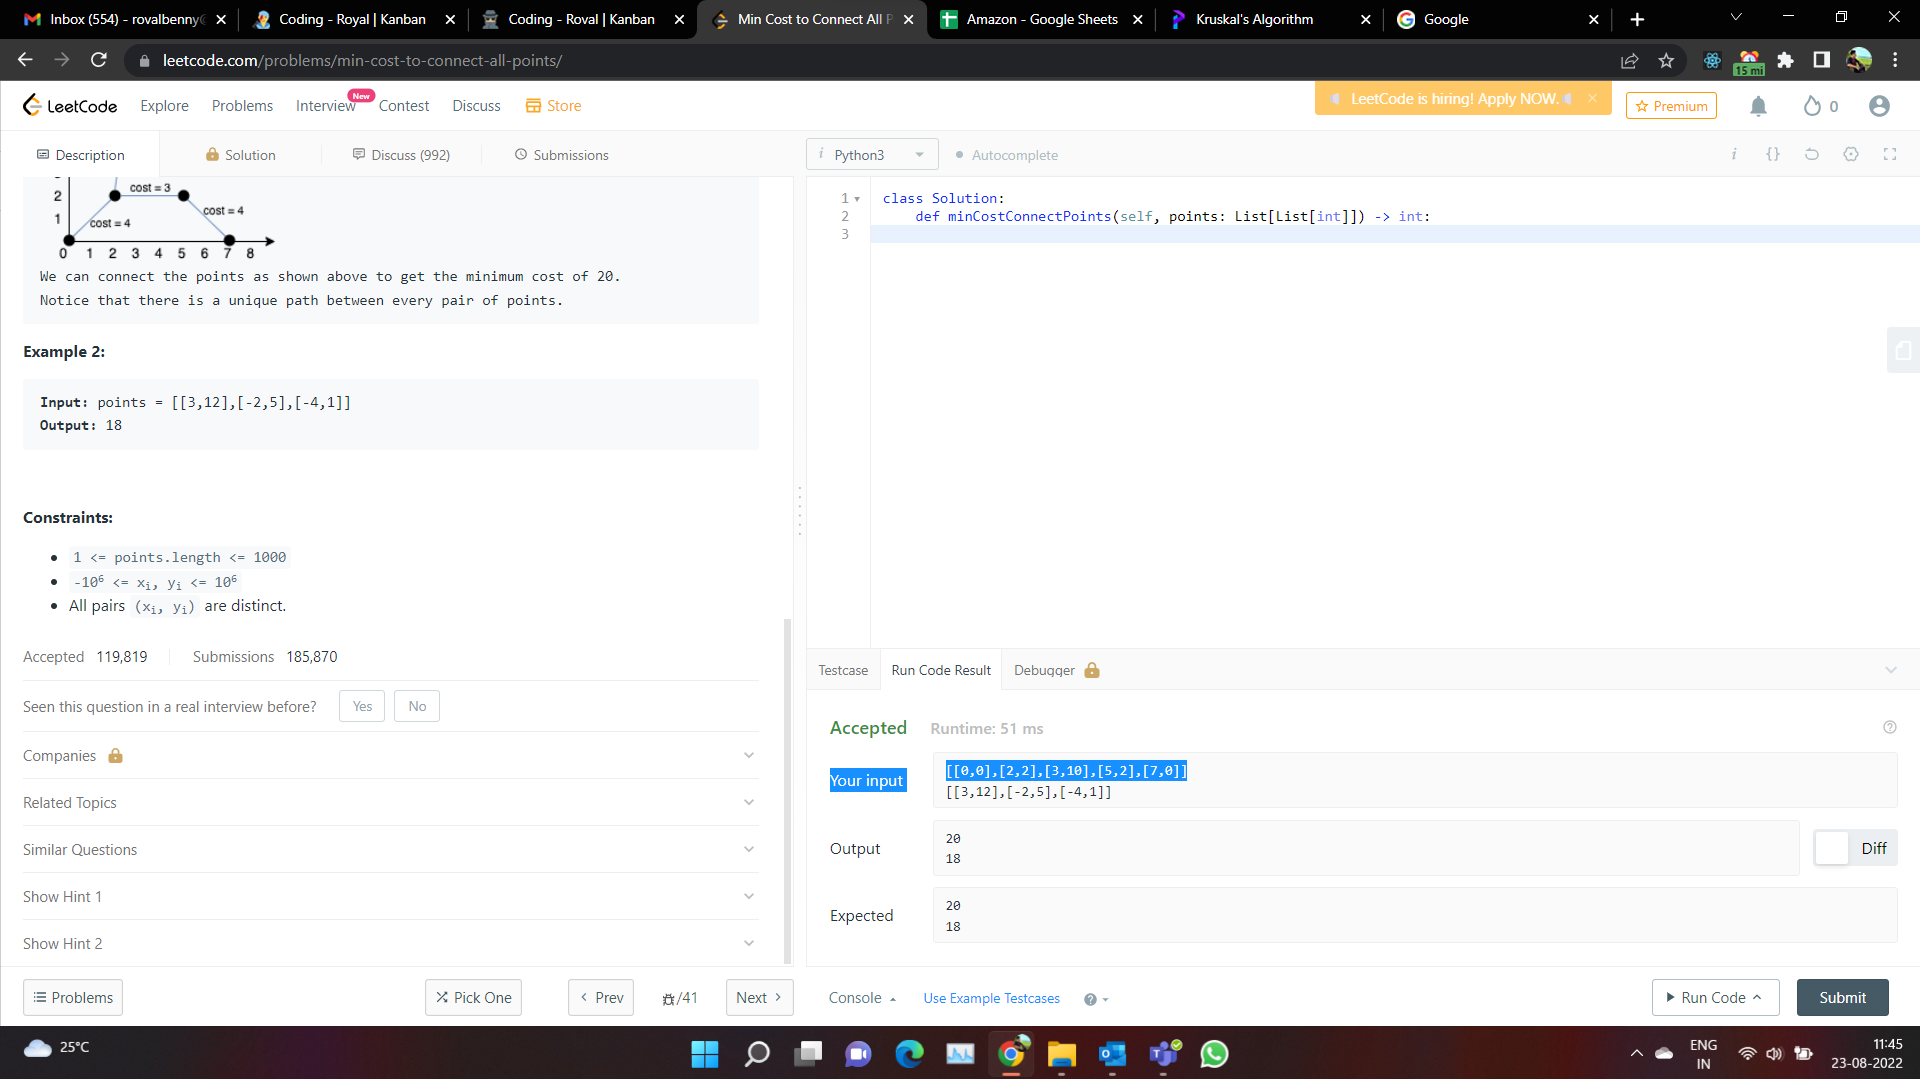 Inbox (554) - rovalbenny@
Coding - Royal | Kanban
Coding - Roval | Kanban
Min Cost to Connect All P
Amazon - Google Sheets
Kruskal's Algorithm
Google
leetcode.com/problems/min-cost-to-connect-all-points/
15 mi
LeetCode
Explore
Problems
Interview
New
Contest
Discuss
Store
LeetCode is hiring! Apply NOW.
Premium
0
Description
Solution
Discuss (992)
Submissions
i Python3
Autocomplete
i {}
2
1
cost = 3
cost = 4
cost = 4
0 1 2 3 4 5 6 7 8
We can connect the points as shown above to get the minimum cost of 20.
Notice that there is a unique path between every pair of points.
Example 2:
Input: points = [[3,12],[-2,5],[-4,1]]
Output: 18
Constraints:
1 <= points.length <= 1000
-10⁶ <= xᵢ, yᵢ <= 10⁶
All pairs (xᵢ, yᵢ) are distinct.
Accepted 119,819
Submissions 185,870
Seen this question in a real interview before?
Yes
No
Companies
Related Topics
Similar Questions
Show Hint 1
Show Hint 2
1 class Solution:
2 def minCostConnectPoints(self, points: List[List[int]]) -> int:
3
Testcase
Run Code Result
Debugger
Accepted
Runtime: 51 ms
Your input
[[0,0],[2,2],[3,10],[5,2],[7,0]]
[[3,12],[-2,5],[-4,1]]
Output
20
18
Diff
Expected
20
18
Problems
Pick One
Prev
/41
Next
Console
Use Example Testcases
Run Code
Submit
25°C
ENG
IN
11:45
23-08-2022